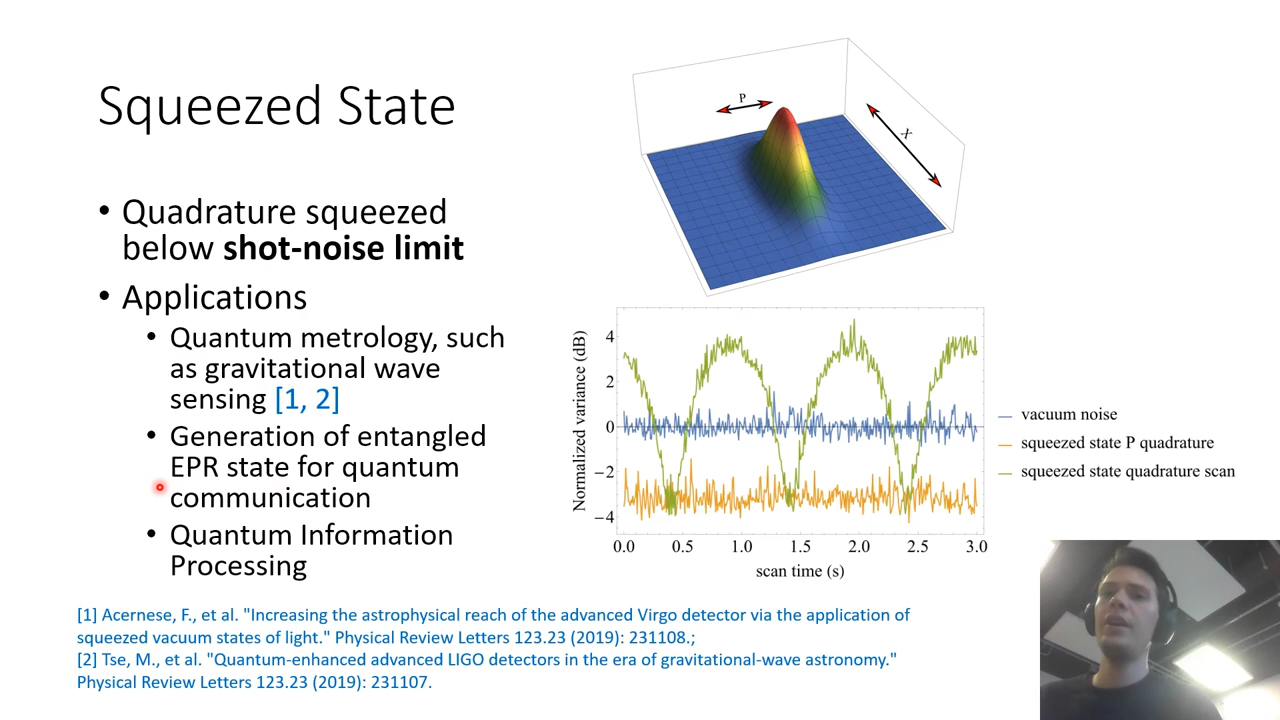 Squeezed State
• Quadrature squeezed
below shot-noise limit
• Applications
• Quantum metrology, such
as gravitational wave
sensing [1, 2]
• Generation of entangled
EPR state for quantum
communication
• Quantum Information
Processing
P
X
Normalized variance (dB)
4
2
0
−2
−4
0.0 0.5 1.0 1.5 2.0 2.5 3.0
scan time (s)
vacuum noise
squeezed state P quadrature
squeezed state quadrature scan
[1] Acernese, F., et al. "Increasing the astrophysical reach of the advanced Virgo detector via the application of
squeezed vacuum states of light." Physical Review Letters 123.23 (2019): 231108.;
[2] Tse, M., et al. "Quantum-enhanced advanced LIGO detectors in the era of gravitational-wave astronomy."
Physical Review Letters 123.23 (2019): 231107.